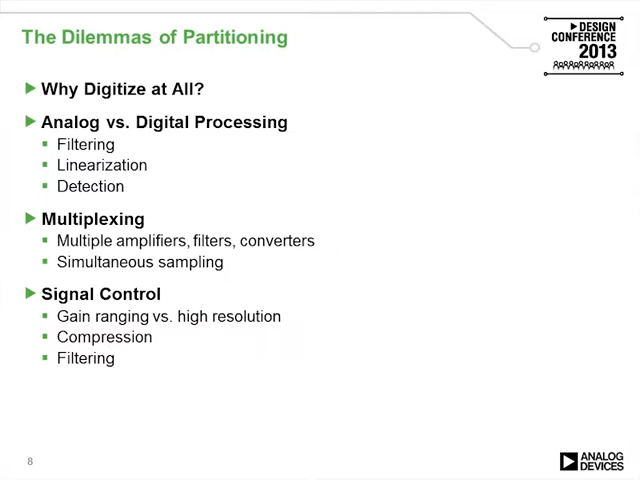 The Dilemmas of Partitioning
DESIGN
CONFERENCE
2013
Why Digitize at All?
Analog vs. Digital Processing
Filtering
Linearization
Detection
Multiplexing
Multiple amplifiers, filters, converters
Simultaneous sampling
Signal Control
Gain ranging vs. high resolution
Compression
Filtering
8
ANALOG
DEVICES